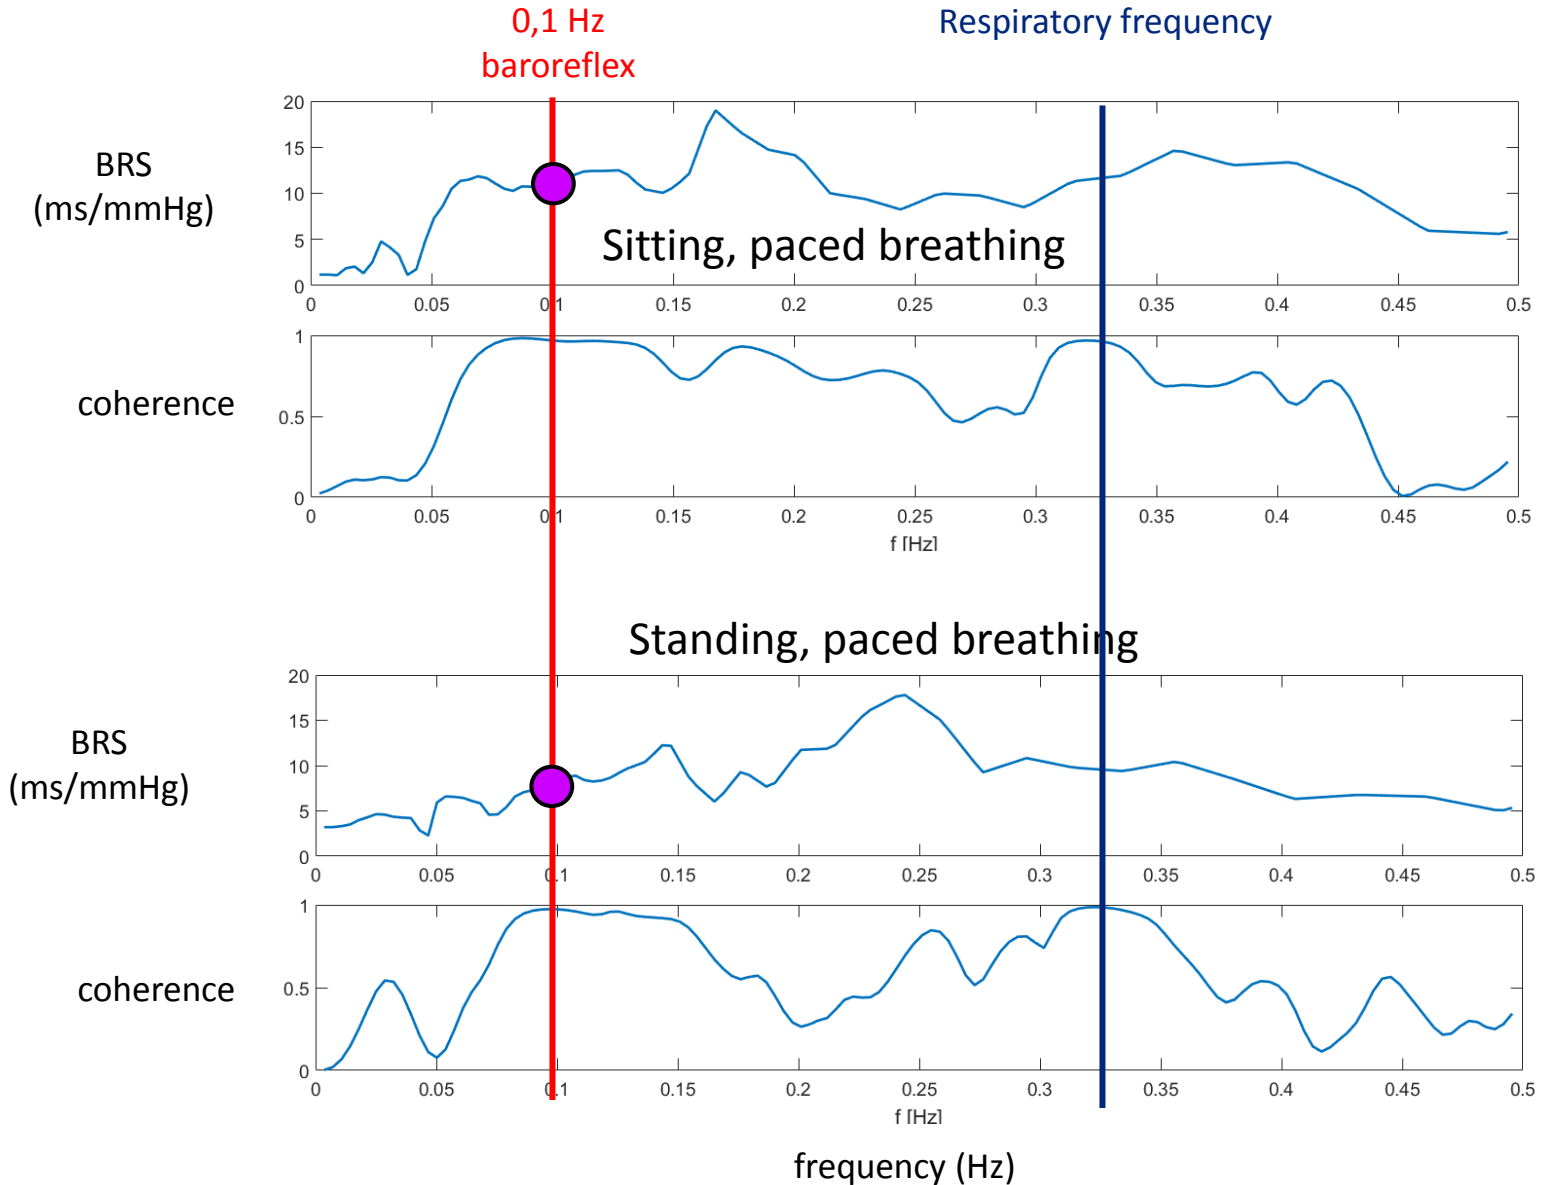 0,1 Hz
baroreflex
Respiratory frequency
BRS
(ms/mmHg)
20
15
10
5
0
Sitting, paced breathing
0 0.05 0.1 0.15 0.2 0.25 0.3 0.35 0.4 0.45 0.5
coherence
1
0.5
0
0 0.05 0.1 0.15 0.2 0.25 0.3 0.35 0.4 0.45 0.5
f [Hz]
Standing, paced breathing
BRS
(ms/mmHg)
20
15
10
5
0
0 0.05 0.1 0.15 0.2 0.25 0.3 0.35 0.4 0.45 0.5
coherence
1
0.5
0
0 0.05 0.1 0.15 0.2 0.25 0.3 0.35 0.4 0.45 0.5
f [Hz]
frequency (Hz)